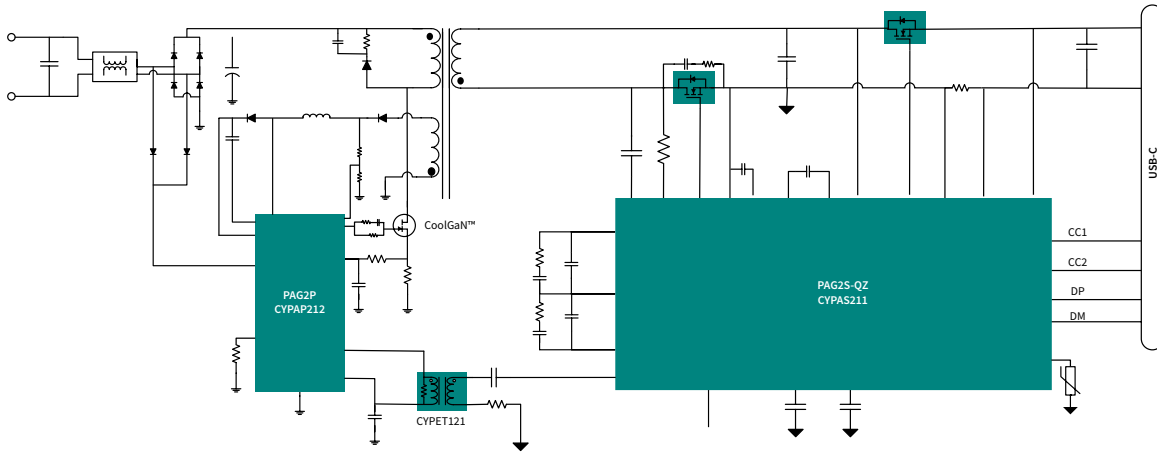 CoolGaN™
PAG2P
CYPAP212
CYPET121
PAG2S-QZ
CYPAS211
CC1
CC2
DP
DM
USB-C